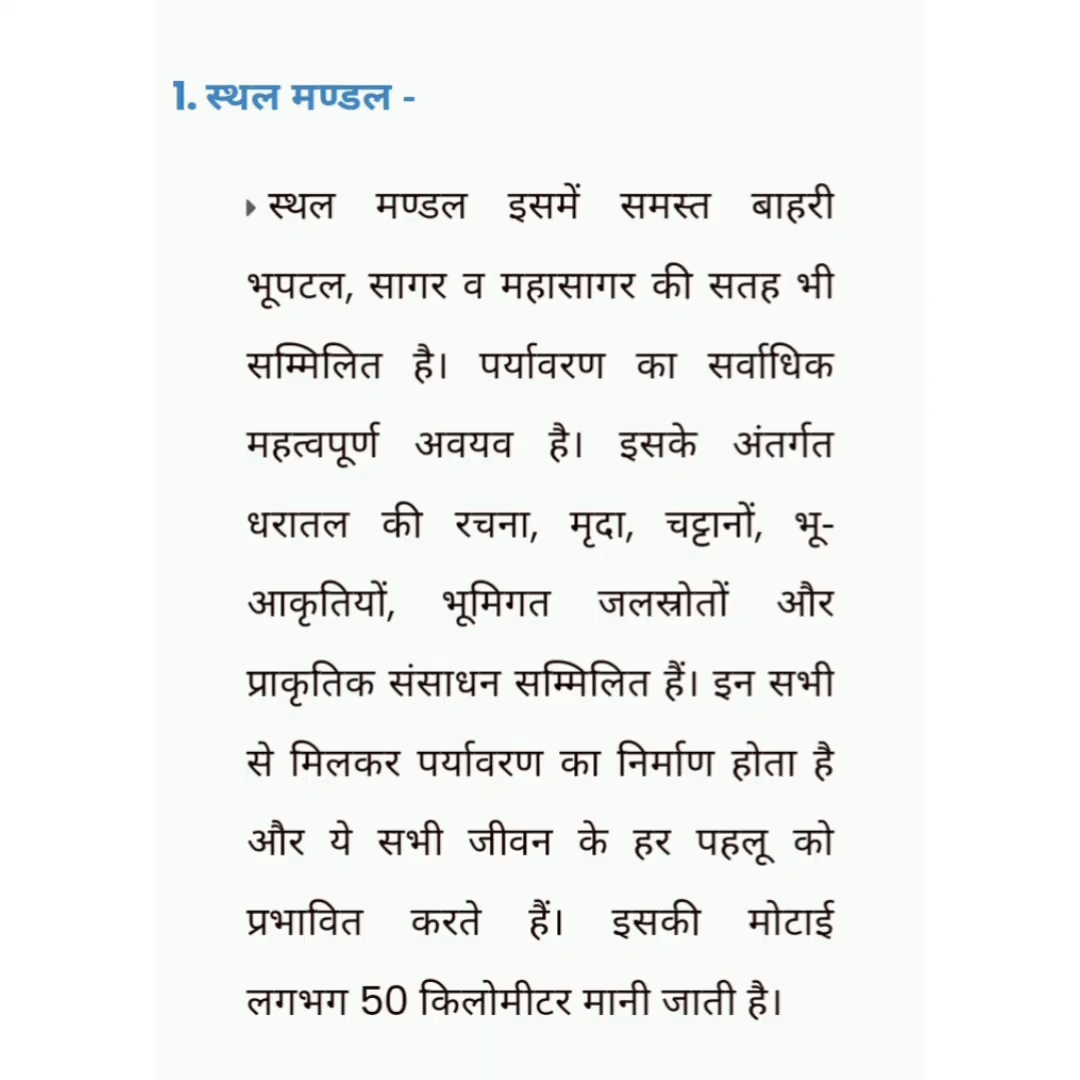 1. स्थल मण्डल -
स्थल मण्डल इसमें समस्त बाहरी
भूपटल, सागर व महासागर की सतह भी
सम्मिलित है। पर्यावरण का सर्वाधिक
महत्वपूर्ण अवयव है। इसके अंतर्गत
धरातल की रचना, मृदा, चट्टानों, भू-
आकृतियों, भूमिगत जलस्रोतों और
प्राकृतिक संसाधन सम्मिलित हैं। इन सभी
से मिलकर पर्यावरण का निर्माण होता है
और ये सभी जीवन के हर पहलू को
प्रभावित करते हैं। इसकी मोटाई
लगभग 50 किलोमीटर मानी जाती है।